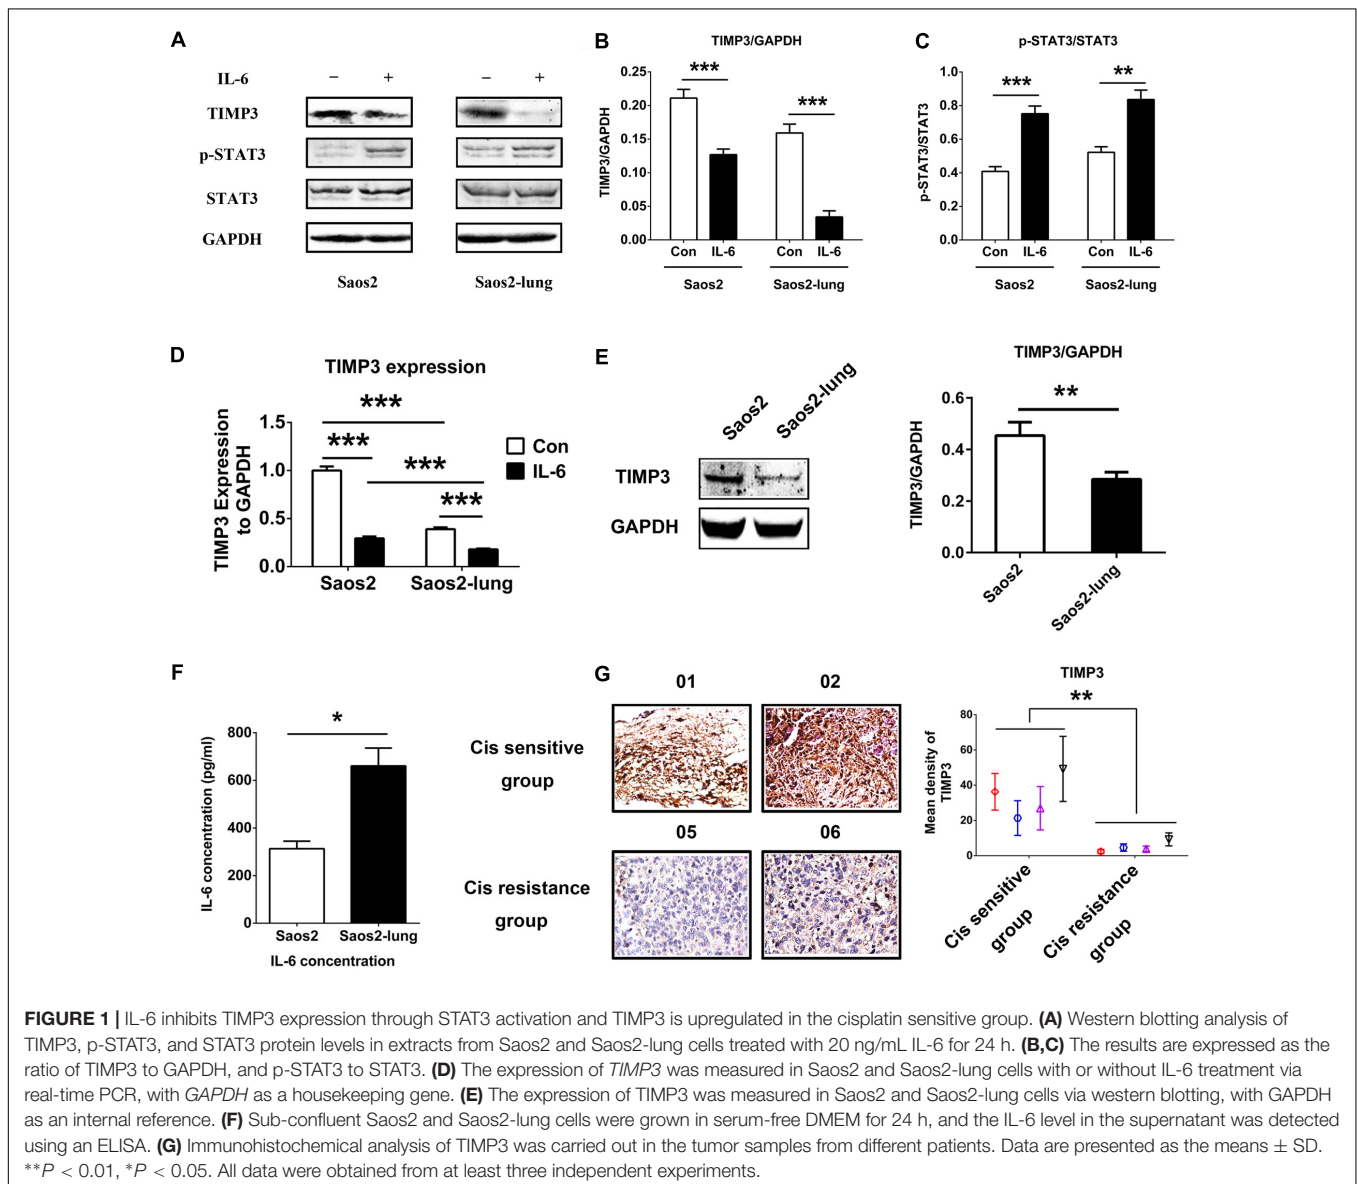 A
IL-6 − + − +
TIMP3
p-STAT3
STAT3
GAPDH
Saos2 Saos2-lung
B
TIMP3/GAPDH
TIMP3/GAPDH
0.25
0.20
0.15
0.10
0.05
0.00
*** ***
Con IL-6 Con IL-6
Saos2 Saos2-lung
C
p-STAT3/STAT3
p-STAT3/STAT3
1.0
0.8
0.6
0.4
0.2
0.0
*** **
Con IL-6 Con IL-6
Saos2 Saos2-lung
D
TIMP3 expression
TIMP3 Expression
to GAPDH
1.5
1.0
0.5
0.0
***
***
***
***
Con
IL-6
Saos2 Saos2-lung
E
Saos2
Saos2-lung
TIMP3
GAPDH
TIMP3/GAPDH
TIMP3/GAPDH
0.6
0.4
0.2
0.0
**
Saos2
Saos2-lung
F
IL-6 concentration (pg/ml)
800
600
400
200
0
*
Saos2 Saos2-lung
IL-6 concentration
G
01 02
Cis sensitive
group
05 06
Cis resistance
group
TIMP3
Mean density of
TIMP3
80
60
40
20
0
**
Cis sensitive
group
Cis resistance
group
FIGURE 1 | IL-6 inhibits TIMP3 expression through STAT3 activation and TIMP3 is upregulated in the cisplatin sensitive group. (A) Western blotting analysis of
TIMP3, p-STAT3, and STAT3 protein levels in extracts from Saos2 and Saos2-lung cells treated with 20 ng/mL IL-6 for 24 h. (B,C) The results are expressed as the
ratio of TIMP3 to GAPDH, and p-STAT3 to STAT3. (D) The expression of TIMP3 was measured in Saos2 and Saos2-lung cells with or without IL-6 treatment via
real-time PCR, with GAPDH as a housekeeping gene. (E) The expression of TIMP3 was measured in Saos2 and Saos2-lung cells via western blotting, with GAPDH
as an internal reference. (F) Sub-confluent Saos2 and Saos2-lung cells were grown in serum-free DMEM for 24 h, and the IL-6 level in the supernatant was detected
using an ELISA. (G) Immunohistochemical analysis of TIMP3 was carried out in the tumor samples from different patients. Data are presented as the means ± SD.
**P < 0.01, *P < 0.05. All data were obtained from at least three independent experiments.